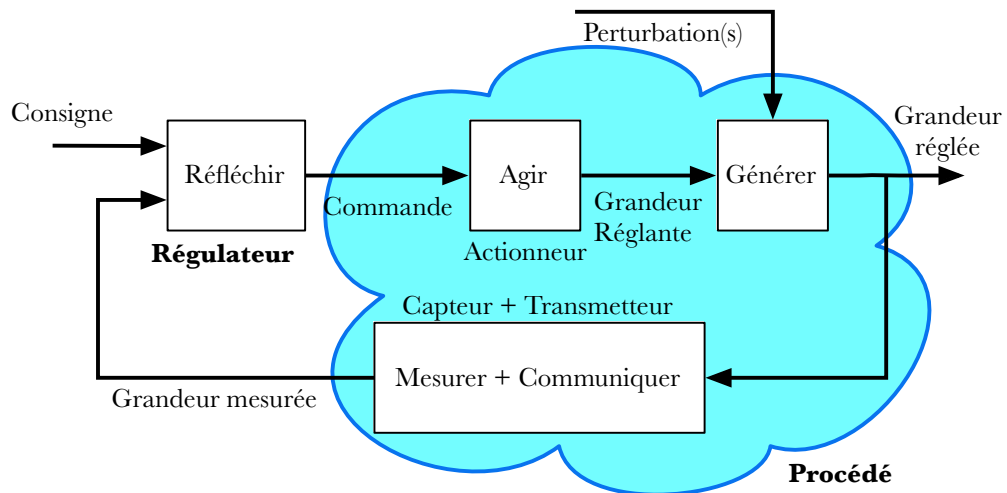 Perturbation(s)
Consigne
Grandeur
réglée
Réfléchir
Agir
Générer
Commande
Grandeur
Réglante
Régulateur
Actionneur
Capteur + Transmetteur
Mesurer + Communiquer
Grandeur mesurée
Procédé